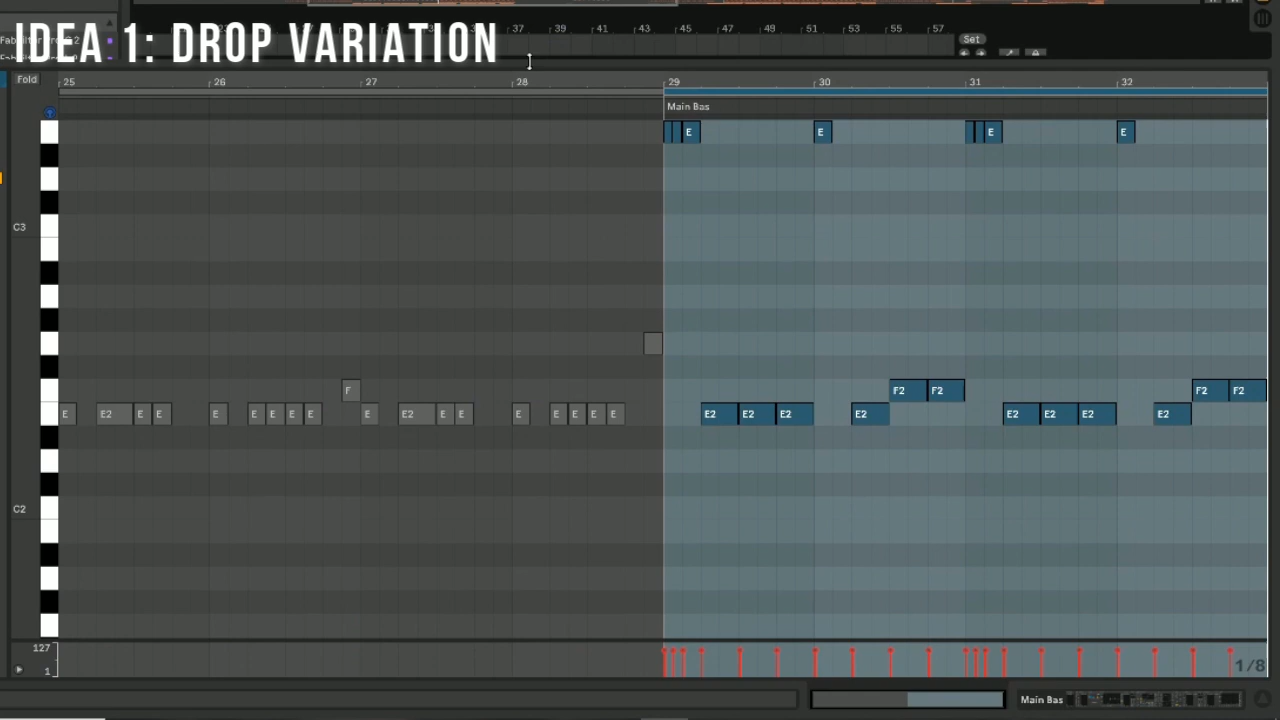 IDEA 1: DROP VARIATION
37 39 41 43 45 47 49 51 53 55 57
Set
Fold
25 26 27 28 29 30 31 32
Main Bas
E E E E
C3
F F2 F2 F2 F2
E E2 E E E E E E E E E2 E E E E E E E E2 E2 E2 E2 E2 E2 E2 E2
C2
127
1
1/8
Main Bas